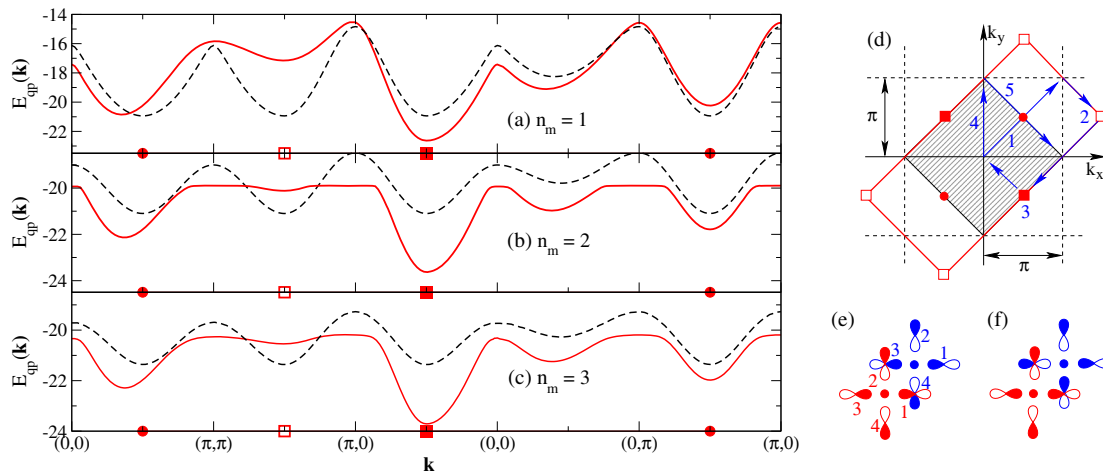 -14
-16
-18
-20
-22
E_qp(k)
(a) n_m = 1
-20
-22
-24
E_qp(k)
(b) n_m = 2
-20
-22
-24
E_qp(k)
(c) n_m = 3
(0,0) (π,π) (π,0) (0,0) (0,π) (π,0)
k
(d)
k_y
k_x
π
π
1
2
3
4
5
(e)
2
3
1
4
2
3
1
4
(f)